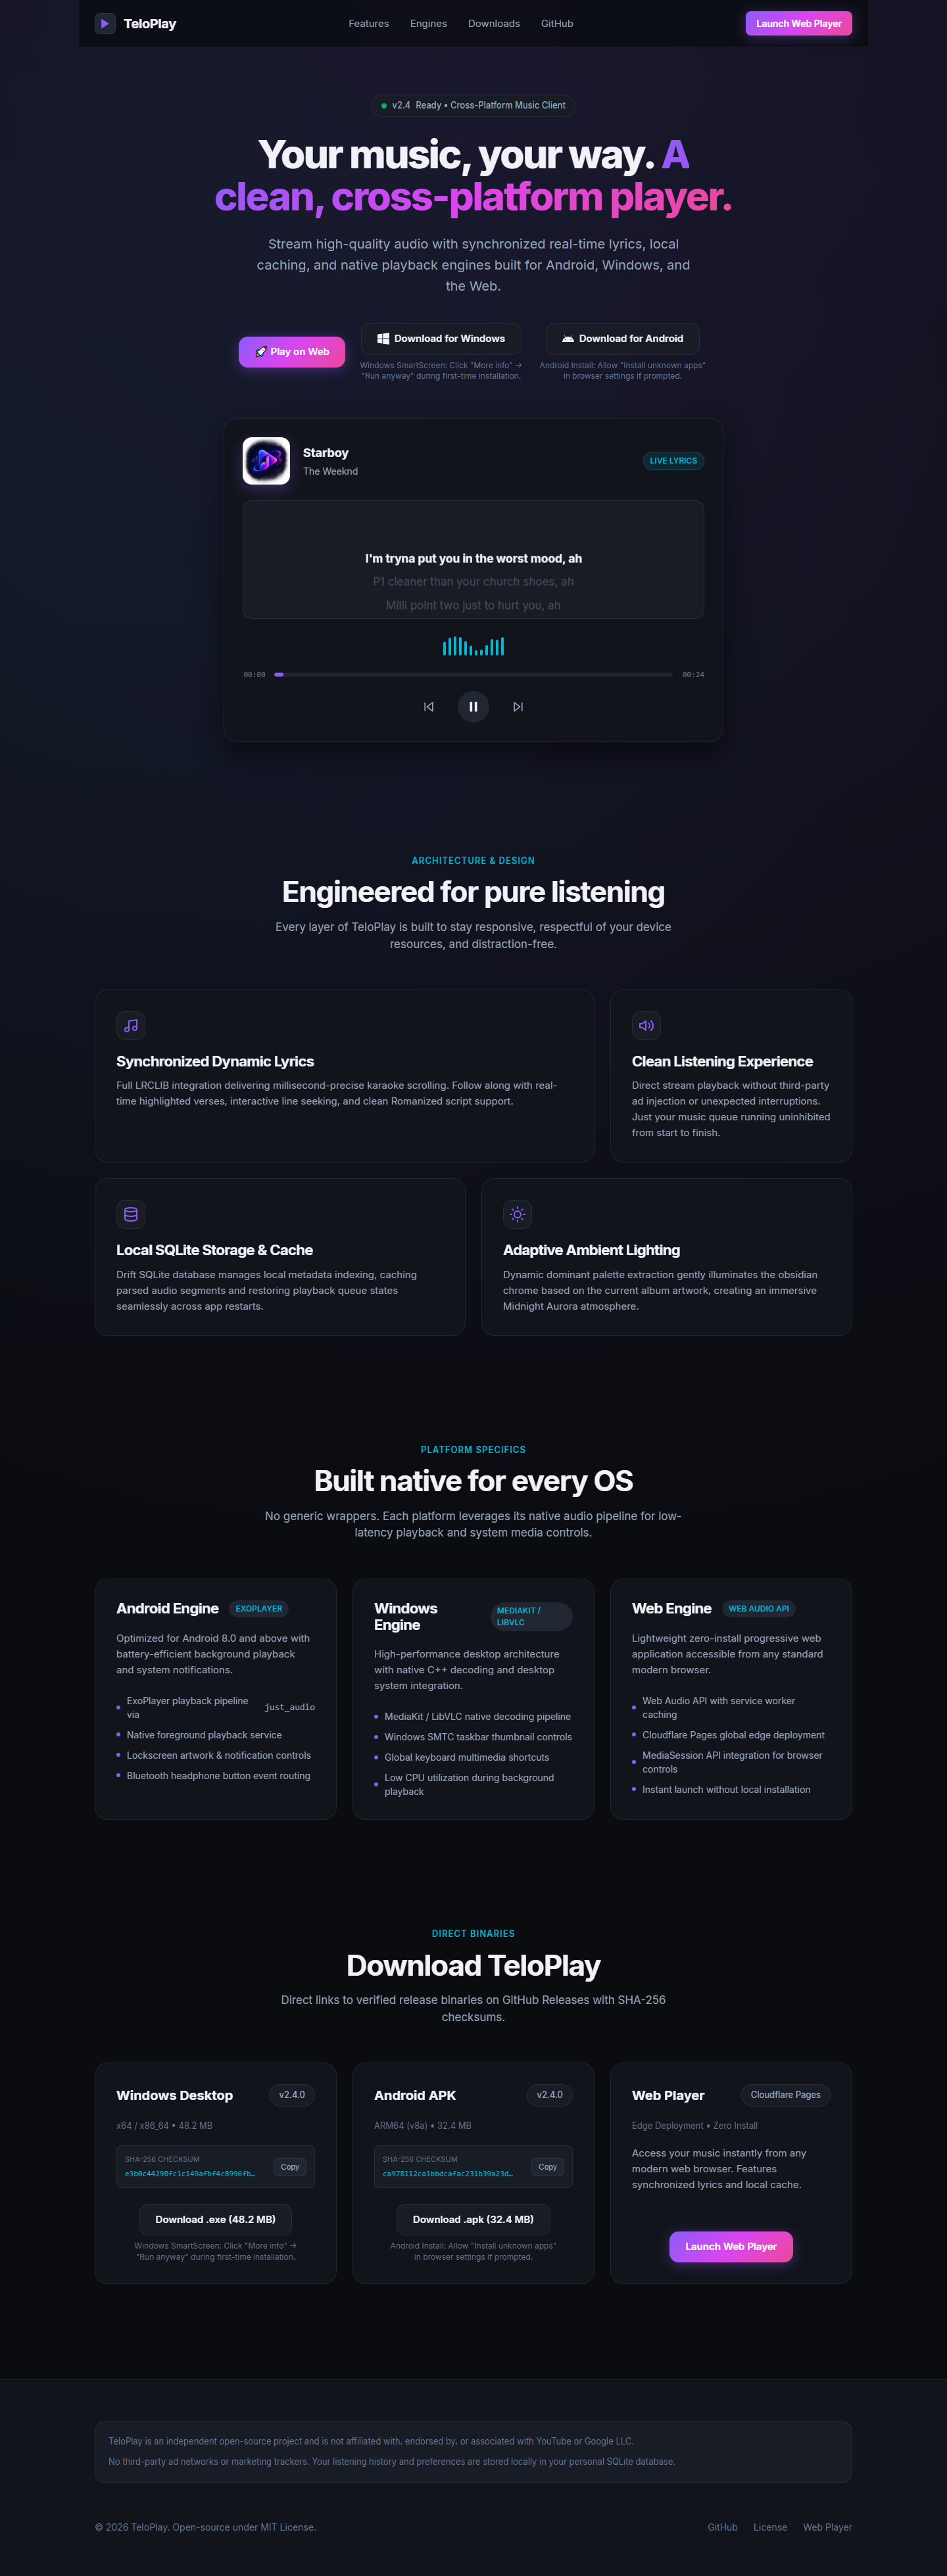 TeloPlay
Features
Engines
Downloads
GitHub
Launch Web Player
v2.4 Ready • Cross-Platform Music Client
Your music, your way. A
clean, cross-platform player.
Stream high-quality audio with synchronized real-time lyrics, local
caching, and native playback engines built for Android, Windows, and
the Web.
Play on Web
Download for Windows
Windows SmartScreen: Click "More info" →
"Run anyway" during first-time installation.
Download for Android
Android Install: Allow "Install unknown apps"
in browser settings if prompted.
Starboy
The Weeknd
LIVE LYRICS
I'm tryna put you in the worst mood, ah
P1 cleaner than your church shoes, ah
Milli point two just to hurt you, ah
00:00
00:24
ARCHITECTURE & DESIGN
Engineered for pure listening
Every layer of TeloPlay is built to stay responsive, respectful of your device
resources, and distraction-free.
Synchronized Dynamic Lyrics
Full LRCLIB integration delivering millisecond-precise karaoke scrolling. Follow along with real-
time highlighted verses, interactive line seeking, and clean Romanized script support.
Clean Listening Experience
Direct stream playback without third-party
ad injection or unexpected interruptions.
Just your music queue running uninhibited
from start to finish.
Local SQLite Storage & Cache
Drift SQLite database manages local metadata indexing, caching
parsed audio segments and restoring playback queue states
seamlessly across app restarts.
Adaptive Ambient Lighting
Dynamic dominant palette extraction gently illuminates the obsidian
chrome based on the current album artwork, creating an immersive
Midnight Aurora atmosphere.
PLATFORM SPECIFICS
Built native for every OS
No generic wrappers. Each platform leverages its native audio pipeline for low-
latency playback and system media controls.
Android Engine
EXOPLAYER
Optimized for Android 8.0 and above with
battery-efficient background playback
and system notifications.
ExoPlayer playback pipeline
via
just_audio
Native foreground playback service
Lockscreen artwork & notification controls
Bluetooth headphone button event routing
Windows
Engine
MEDIAKIT /
LIBVLC
High-performance desktop architecture
with native C++ decoding and desktop
system integration.
MediaKit / LibVLC native decoding pipeline
Windows SMTC taskbar thumbnail controls
Global keyboard multimedia shortcuts
Low CPU utilization during background
playback
Web Engine
WEB AUDIO API
Lightweight zero-install progressive web
application accessible from any standard
modern browser.
Web Audio API with service worker
caching
Cloudflare Pages global edge deployment
MediaSession API integration for browser
controls
Instant launch without local installation
DIRECT BINARIES
Download TeloPlay
Direct links to verified release binaries on GitHub Releases with SHA-256
checksums.
Windows Desktop
v2.4.0
x64 / x86_64 • 48.2 MB
SHA-256 CHECKSUM
e3b0c44298fc1c149afbf4c8996fb…
Copy
Download .exe (48.2 MB)
Windows SmartScreen: Click "More info" →
"Run anyway" during first-time installation.
Android APK
v2.4.0
ARM64 (v8a) • 32.4 MB
SHA-256 CHECKSUM
ca978112ca1bbdcafac231b39a23d…
Copy
Download .apk (32.4 MB)
Android Install: Allow "Install unknown apps"
in browser settings if prompted.
Web Player
Cloudflare Pages
Edge Deployment • Zero Install
Access your music instantly from any
modern web browser. Features
synchronized lyrics and local cache.
Launch Web Player
TeloPlay is an independent open-source project and is not affiliated with, endorsed by, or associated with YouTube or Google LLC.
No third-party ad networks or marketing trackers. Your listening history and preferences are stored locally in your personal SQLite database.
© 2026 TeloPlay. Open-source under MIT License.
GitHub
License
Web Player